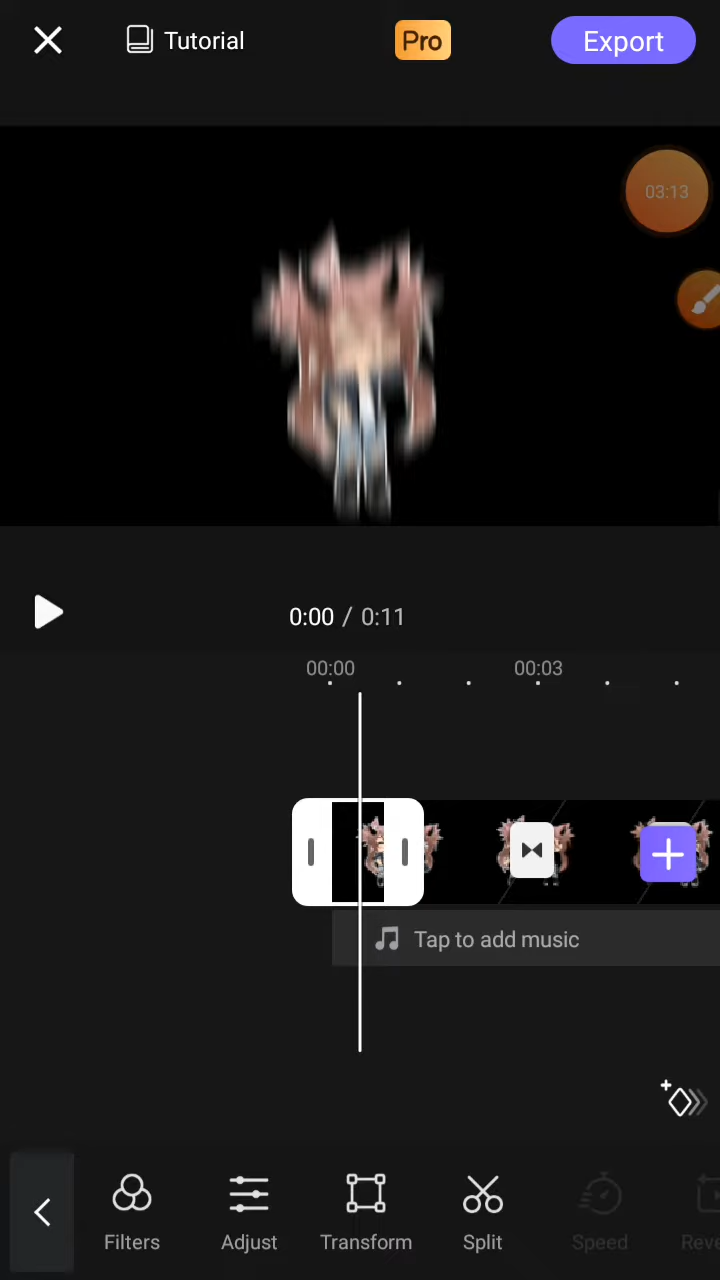 Tutorial
Pro
Export
03:13
0:00 / 0:11
00:00
00:03
Tap to add music
Filters
Adjust
Transform
Split
Speed